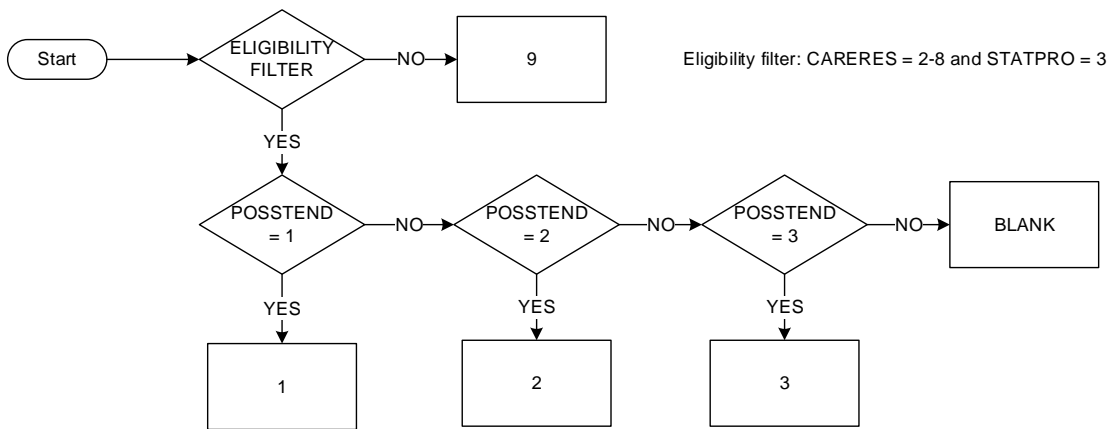 Start
ELIGIBILITY
FILTER
NO
9
Eligibility filter: CARERES = 2-8 and STATPRO = 3
YES
POSSTEND
= 1
NO
POSSTEND
= 2
NO
POSSTEND
= 3
NO
BLANK
YES
YES
YES
1
2
3